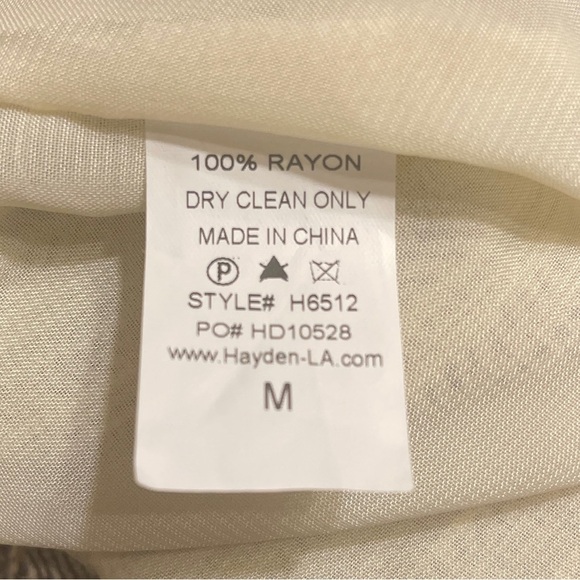 100% RAYON
DRY CLEAN ONLY
MADE IN CHINA
P
STYLE# H6512
PO# HD10528
www.Hayden-LA.com
M